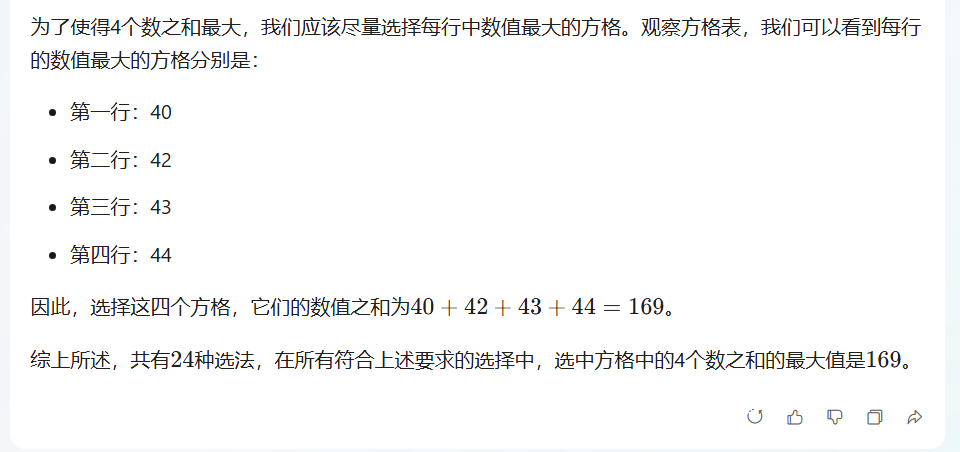 为了使得4个数之和最大，我们应该尽量选择每行中数值最大的方格。观察方格表，我们可以看到每行
的数值最大的方格分别是：
• 第一行：40
• 第二行：42
• 第三行：43
• 第四行：44
因此，选择这四个方格，它们的数值之和为40 + 42 + 43 + 44 = 169。
综上所述，共有24种选法，在所有符合上述要求的选择中，选中方格中的4个数之和的最大值是169。